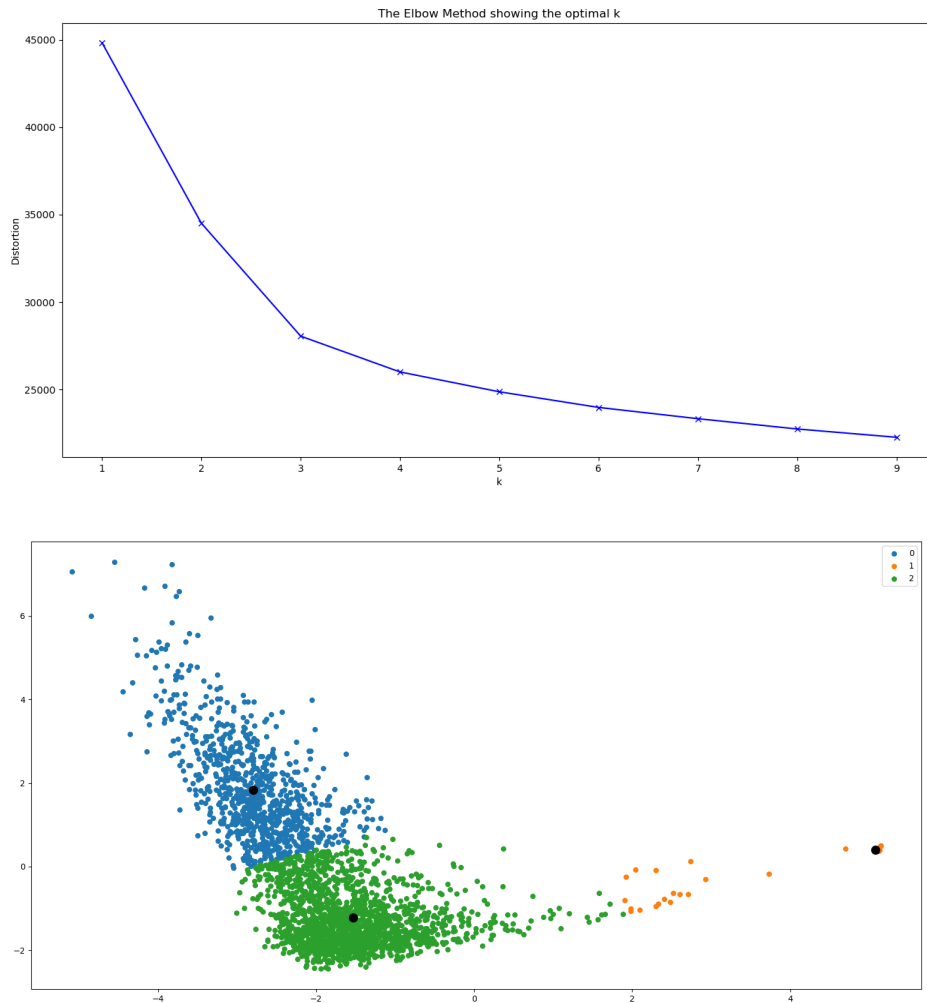 The Elbow Method showing the optimal k
45000
40000
35000
30000
25000
Distortion
1 2 3 4 5 6 7 8 9
k
0
1
2
6
4
2
0
−2
−4 −2 0 2 4